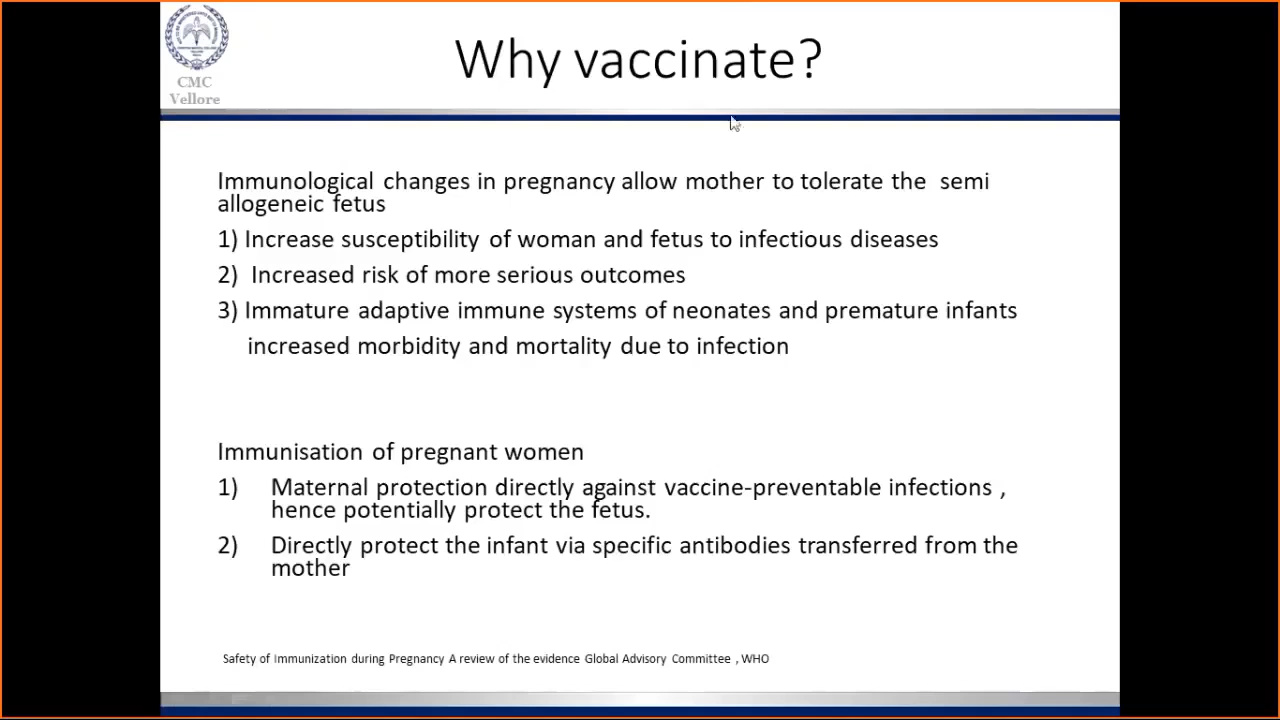 CMC
Vellore
Why vaccinate?
Immunological changes in pregnancy allow mother to tolerate the semi
allogeneic fetus
1) Increase susceptibility of woman and fetus to infectious diseases
2) Increased risk of more serious outcomes
3) Immature adaptive immune systems of neonates and premature infants
increased morbidity and mortality due to infection
Immunisation of pregnant women
1) Maternal protection directly against vaccine-preventable infections ,
hence potentially protect the fetus.
2) Directly protect the infant via specific antibodies transferred from the
mother
Safety of Immunization during Pregnancy A review of the evidence Global Advisory Committee , WHO